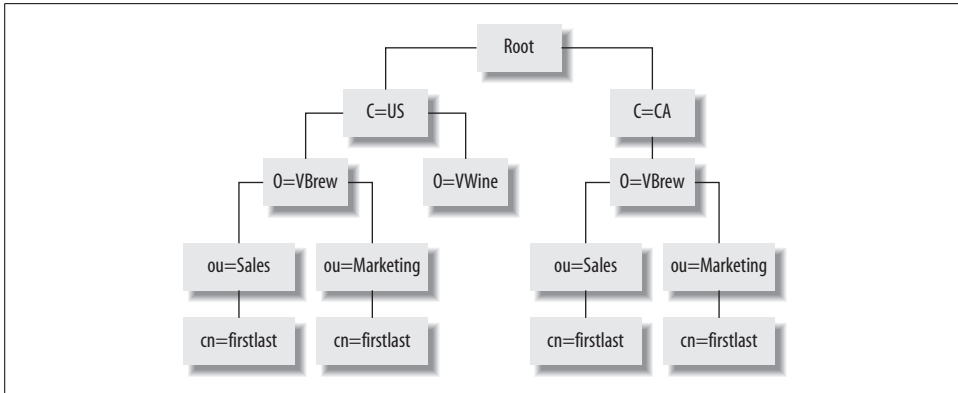 Root
C=US
C=CA
O=VBrew
O=VWine
O=VBrew
ou=Sales
ou=Marketing
ou=Sales
ou=Marketing
cn=firstlast
cn=firstlast
cn=firstlast
cn=firstlast